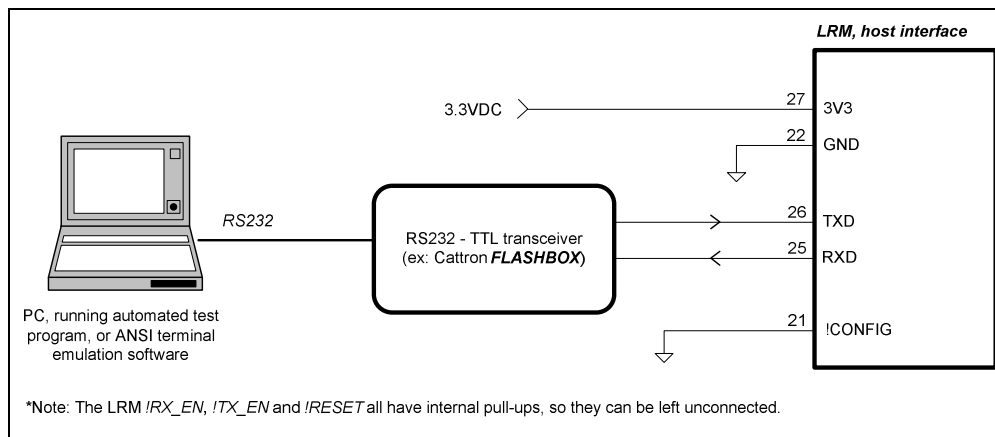 LRM, host interface
3.3VDC
27
3V3
22
GND
RS232
RS232 - TTL transceiver
(ex: Cattron FLASHBOX)
26
TXD
25
RXD
21
!CONFIG
PC, running automated test
program, or ANSI terminal
emulation software
*Note: The LRM !RX_EN, !TX_EN and !RESET all have internal pull-ups, so they can be left unconnected.